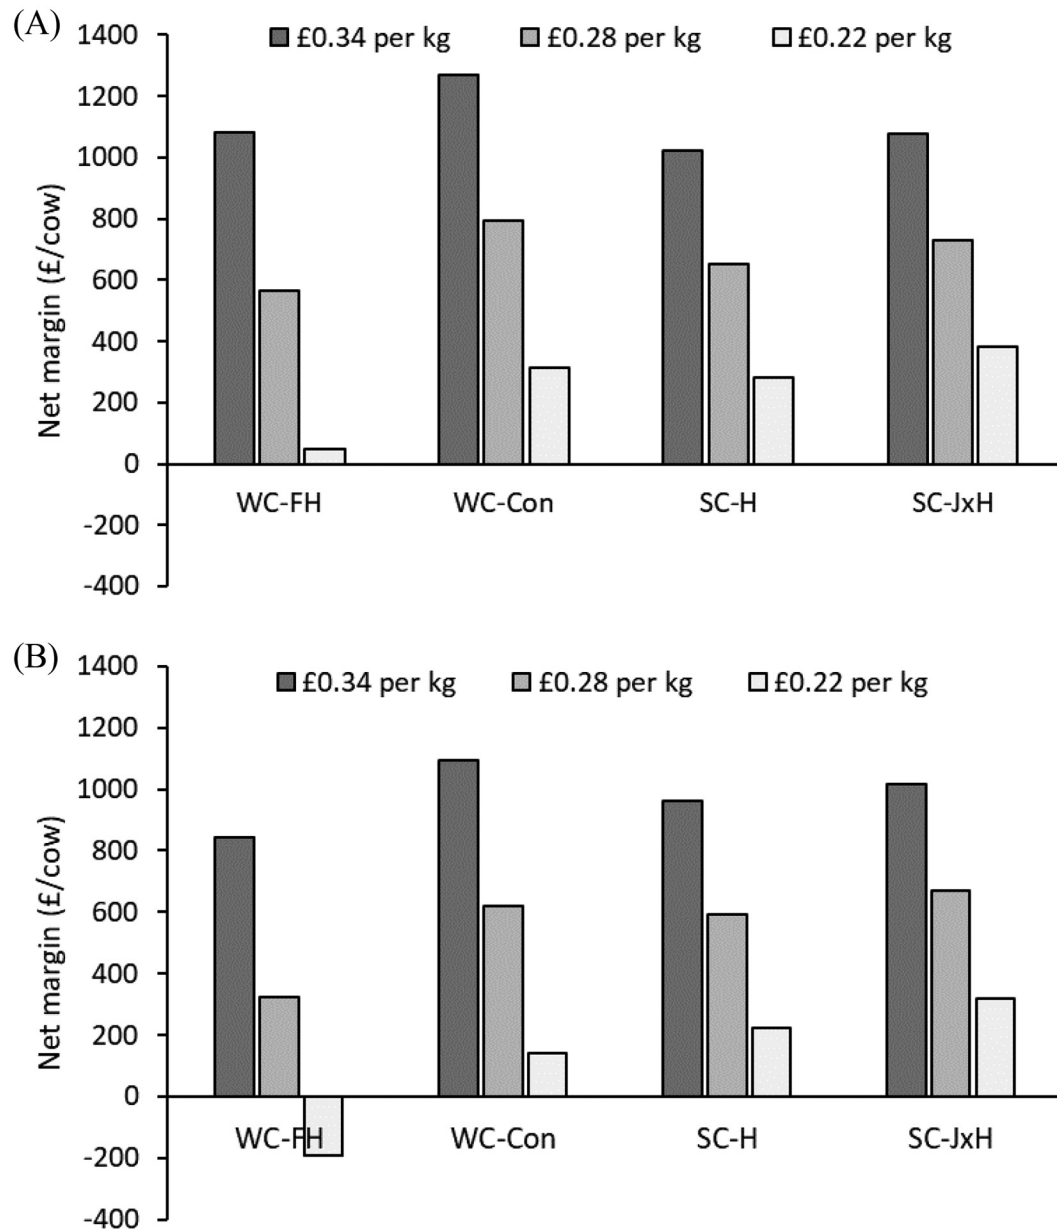 (A)
£0.34 per kg £0.28 per kg £0.22 per kg
1400
1200
1000
800
600
400
200
0
-200
-400
Net margin (£/cow)
WC-FH WC-Con SC-H SC-JxH
(B)
£0.34 per kg £0.28 per kg £0.22 per kg
1400
1200
1000
800
600
400
200
0
-200
-400
Net margin (£/cow)
WC-FH WC-Con SC-H SC-JxH